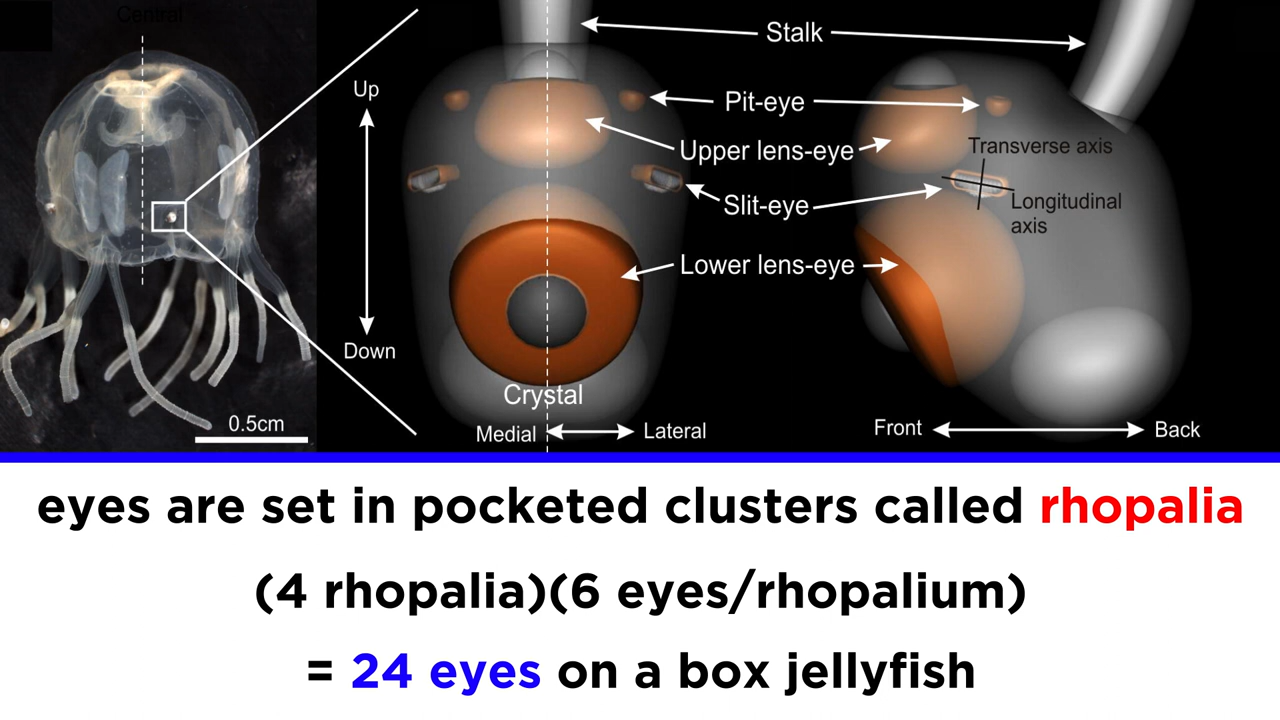 Central
Up
Down
0.5cm
Stalk
Pit-eye
Upper lens-eye
Slit-eye
Lower lens-eye
Crystal
Medial
Lateral
Transverse axis
Longitudinal
axis
Front
Back
eyes are set in pocketed clusters called rhopalia
(4 rhopalia)(6 eyes/rhopalium)
= 24 eyes on a box jellyfish